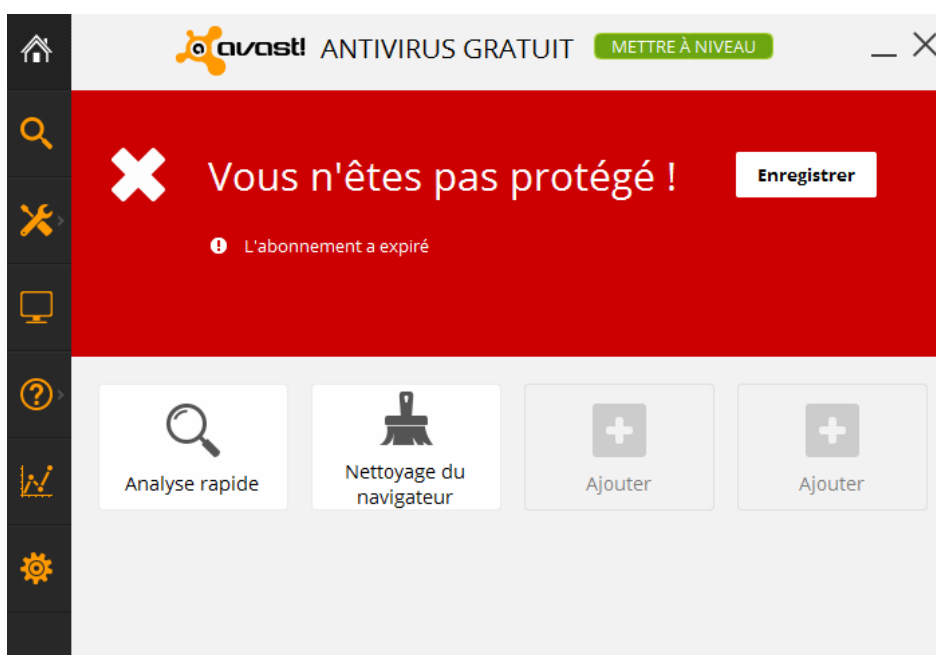 avast! ANTIVIRUS GRATUIT METTRE À NIVEAU
Vous n'êtes pas protégé !
Enregistrer
L'abonnement a expiré
Analyse rapide
Nettoyage du
navigateur
Ajouter
Ajouter